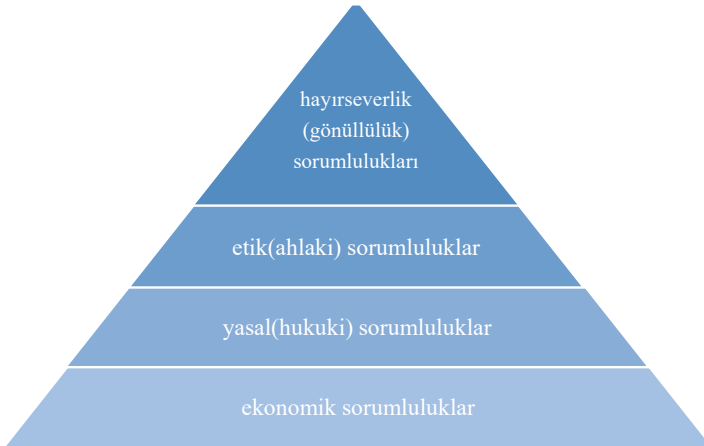 hayırseverlik
(gönüllülük)
sorumlulukları
etik(ahlaki) sorumluluklar
yasal(hukuki) sorumluluklar
ekonomik sorumluluklar